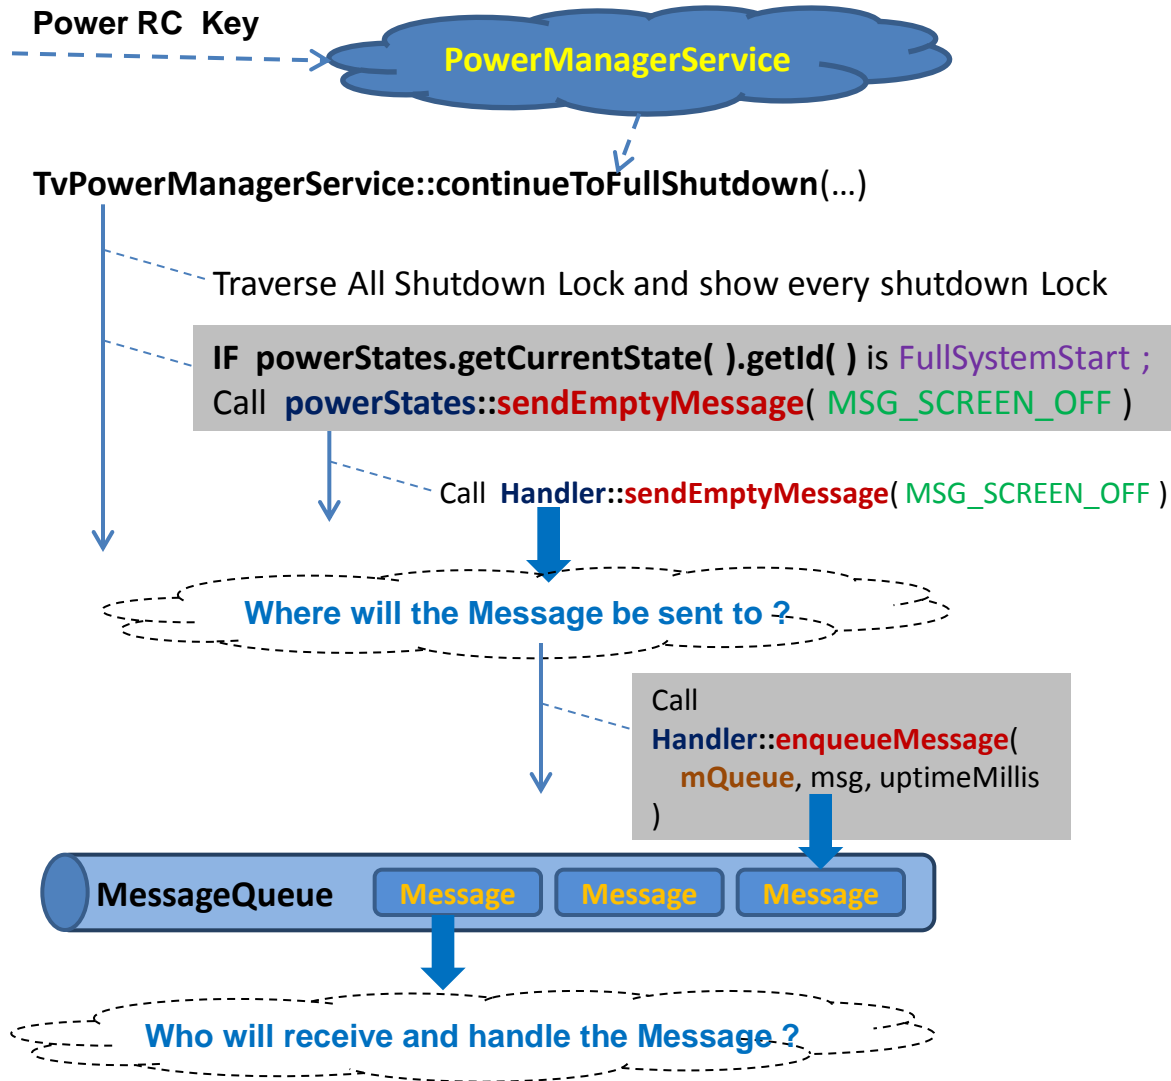 Power RC Key
PowerManagerService
TvPowerManagerService::continueToFullShutdown(…)
Traverse All Shutdown Lock and show every shutdown Lock
IF powerStates.getCurrentState( ).getId( ) is FullSystemStart ;
Call powerStates::sendEmptyMessage( MSG_SCREEN_OFF )
Call Handler::sendEmptyMessage( MSG_SCREEN_OFF )
Where will the Message be sent to ?
Call
Handler::enqueueMessage(
mQueue, msg, uptimeMillis
)
MessageQueue Message Message Message
Who will receive and handle the Message ?